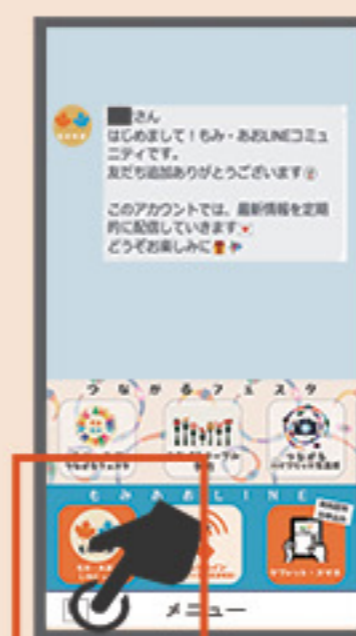 さん
はじめまして！もみ・あおLINEコミュ
ニティです。
友だち追加ありがとうございます
このアカウントでは、最新情報を定期
的に配信していきます
どうぞお楽しみに
つながるフェスタ
つながるフェスタ
もみあおLINE
タブレット・スマホ
メニュー